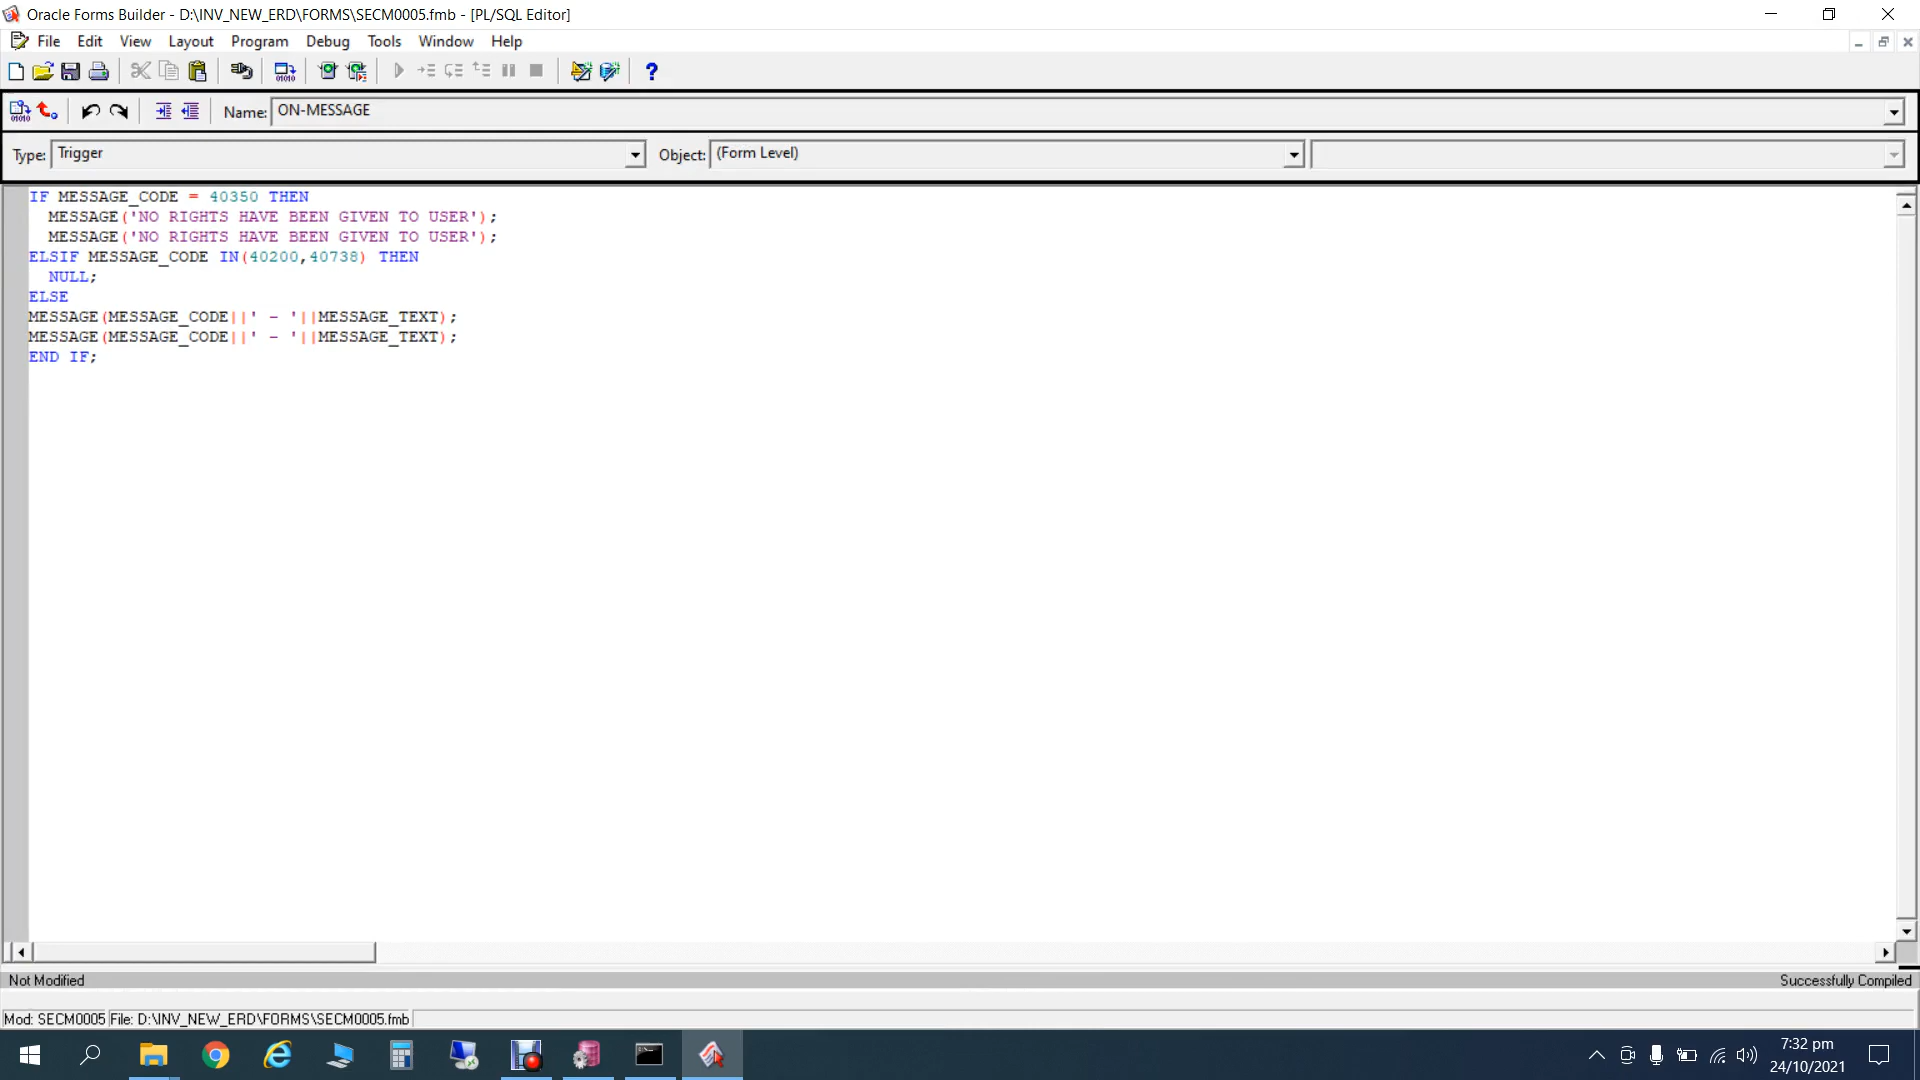 Oracle Forms Builder - D:\INV_NEW_ERD\FORMS\SECM0005.fmb - [PL/SQL Editor]
File Edit View Layout Program Debug Tools Window Help
Name: ON-MESSAGE
Type: Trigger Object: (Form Level)
IF MESSAGE_CODE = 40350 THEN
MESSAGE('NO RIGHTS HAVE BEEN GIVEN TO USER');
MESSAGE('NO RIGHTS HAVE BEEN GIVEN TO USER');
ELSIF MESSAGE_CODE IN(40200,40738) THEN
NULL;
ELSE
MESSAGE(MESSAGE_CODE||' - '||MESSAGE_TEXT);
MESSAGE(MESSAGE_CODE||' - '||MESSAGE_TEXT);
END IF;
Not Modified Successfully Compiled
Mod: SECM0005 File: D:\INV_NEW_ERD\FORMS\SECM0005.fmb
7:32 pm
24/10/2021